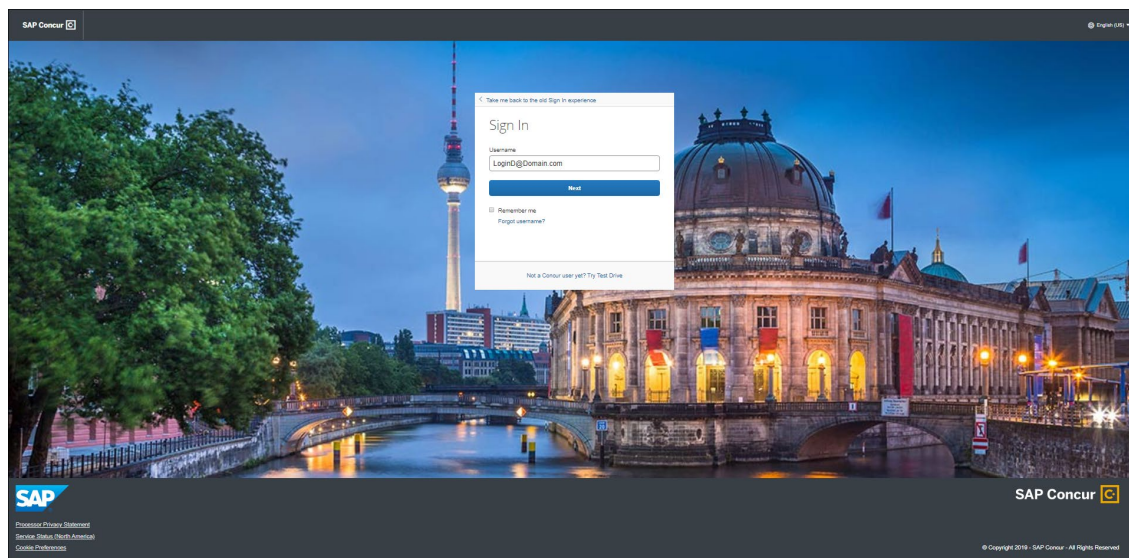 SAP Concur C
English (US)
Take me back to the old Sign In experience
Sign In
Username
LoginD@Domain.com
Next
Remember me
Forgot username?
Not a Concur user yet? Try Test Drive
SAP
SAP Concur C
Processor Privacy Statement
Service Status (North America)
Cookie Preferences
© Copyright 2019 - SAP Concur - All Rights Reserved